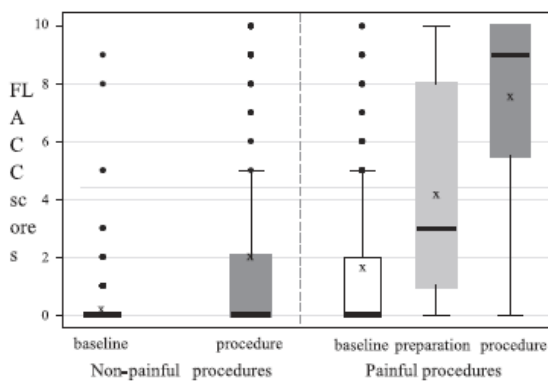 10
8
6
4
2
0
FL
A
C
C
sc
ore
s
x
x
x
x
x
baseline
procedure
baseline preparation procedure
Non-painful procedures
Painful procedures